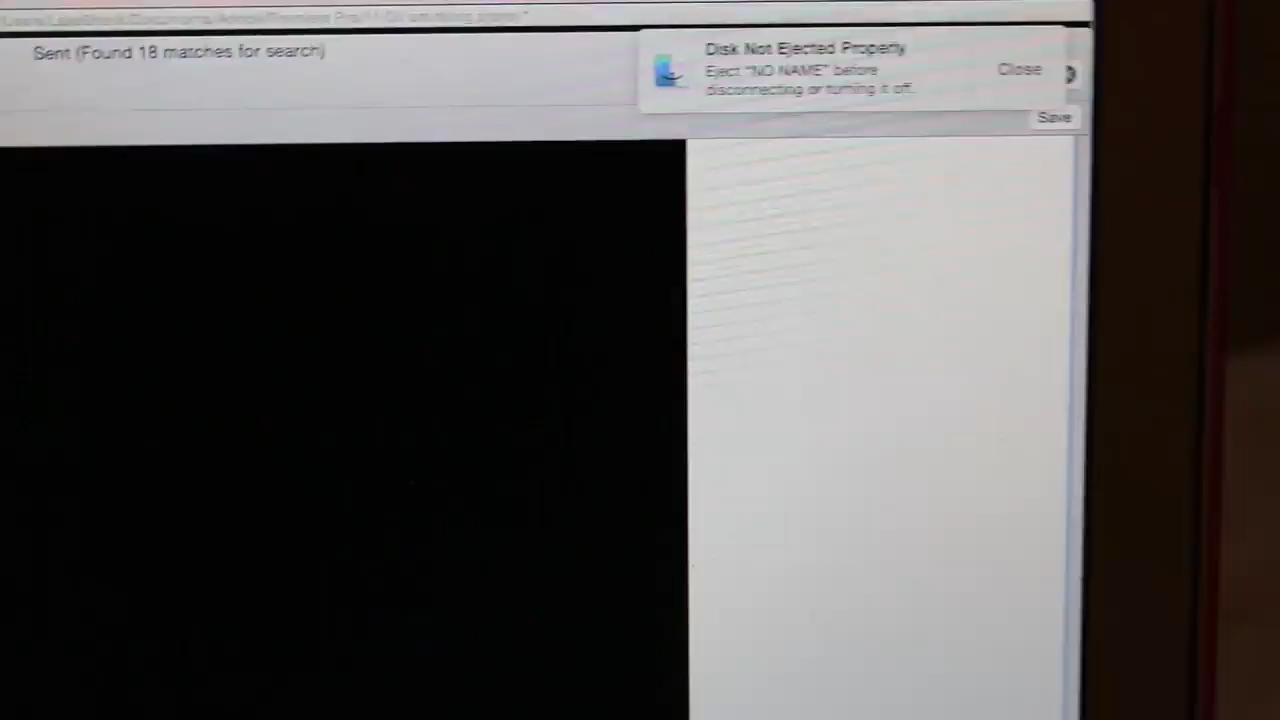 Sent (Found 18 matches for search)
Disk Not Ejected Properly
Eject "NO NAME" before
disconnecting or turning it off.
Close
Save